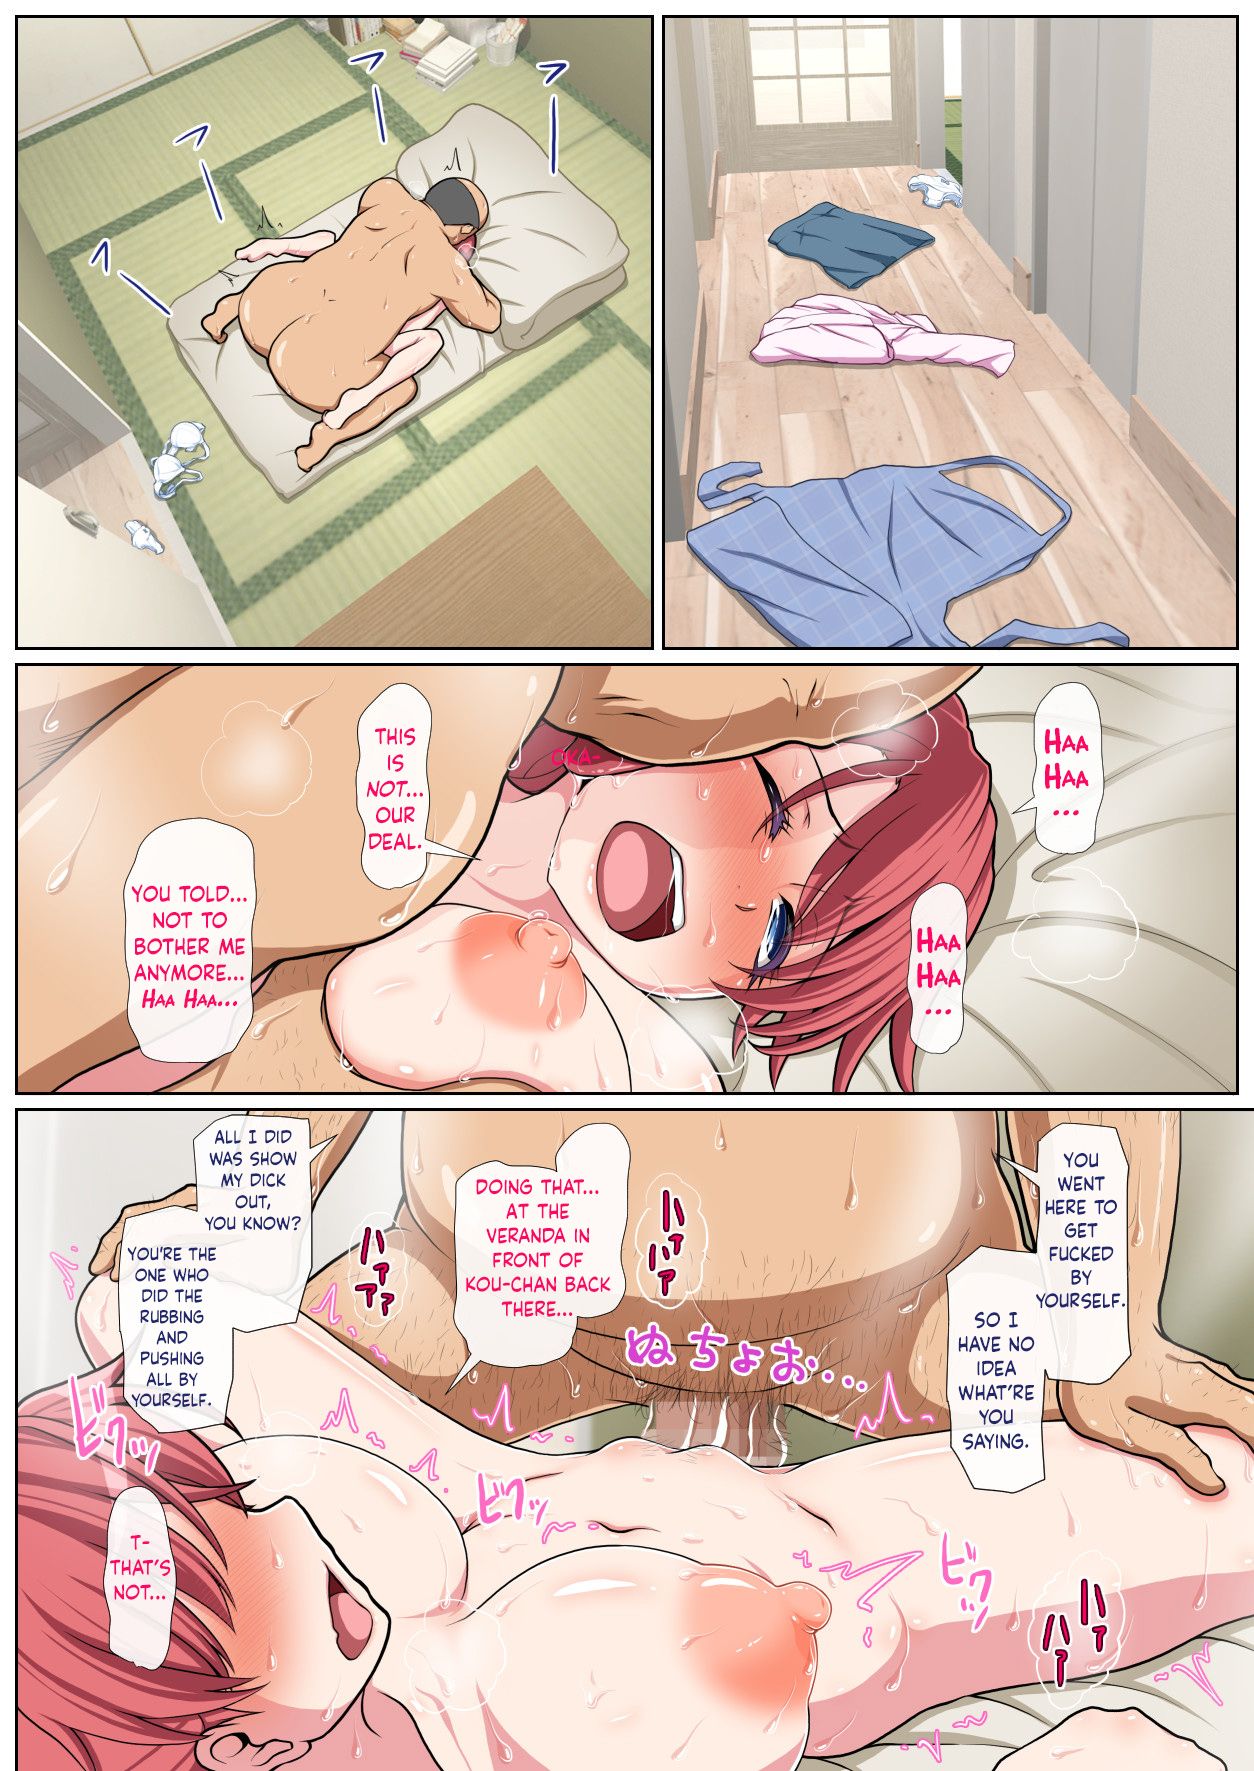 OKA-
HAA
HAA
...
THIS
IS
NOT...
OUR
DEAL.
YOU TOLD...
NOT TO
BOTHER ME
ANYMORE...
HAA HAA...
HAA
HAA
...
YOU
WENT
HERE TO
GET
FUCKED
BY
YOURSELF.
SO I
HAVE NO
IDEA
WHAT'RE
YOU
SAYING.
DOING THAT...
AT THE
VERANDA IN
FRONT OF
KOU-CHAN BACK
THERE...
ALL I DID
WAS SHOW
MY DICK
OUT,
YOU KNOW?
YOU'RE THE
ONE WHO
DID THE
RUBBING
AND
PUSHING
ALL BY
YOURSELF.
T-
THAT'S
NOT...
ハァ
ハァ
ハァ
アァ
ぬちょお...
ビクッ
ビクッ
ビクッ
ハァ
ハァ